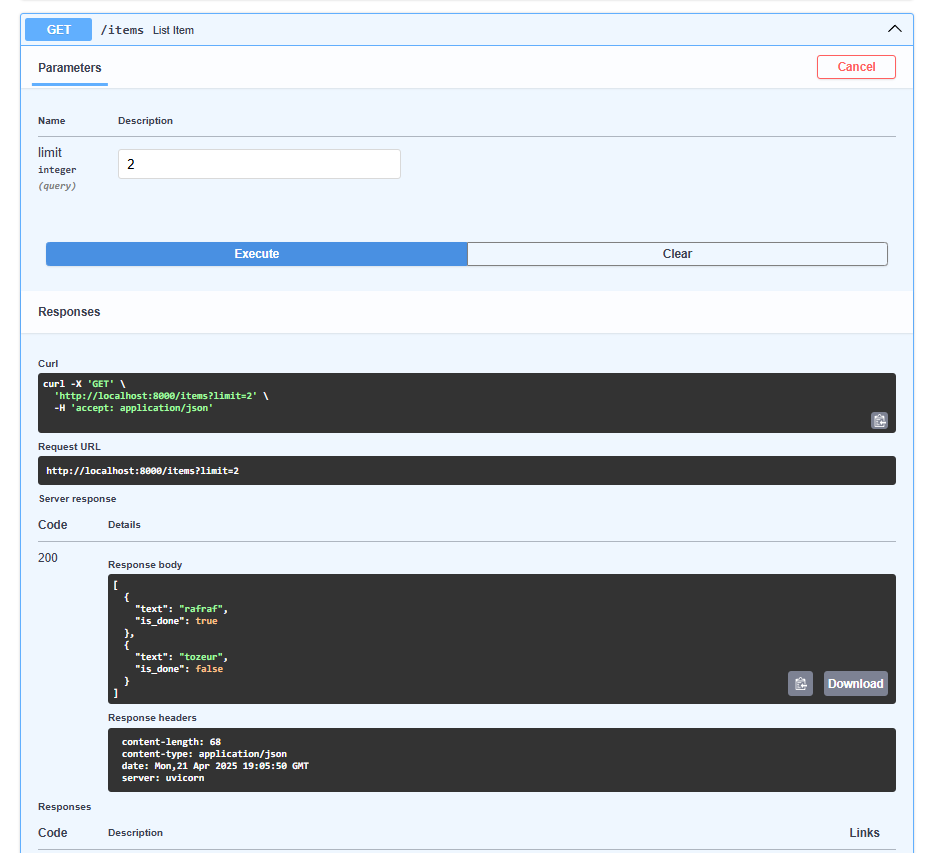 GET /items List Item
Parameters
Cancel
Name Description
limit
integer
(query)
2
Execute Clear
Responses
Curl
curl -X 'GET' \
'http://localhost:8000/items?limit=2' \
-H 'accept: application/json'
Request URL
http://localhost:8000/items?limit=2
Server response
Code Details
200
Response body
[
{
"text": "rafraf",
"is_done": true
},
{
"text": "tozeur",
"is_done": false
}
]
Download
Response headers
content-length: 68
content-type: application/json
date: Mon,21 Apr 2025 19:05:50 GMT
server: uvicorn
Responses
Code Description Links